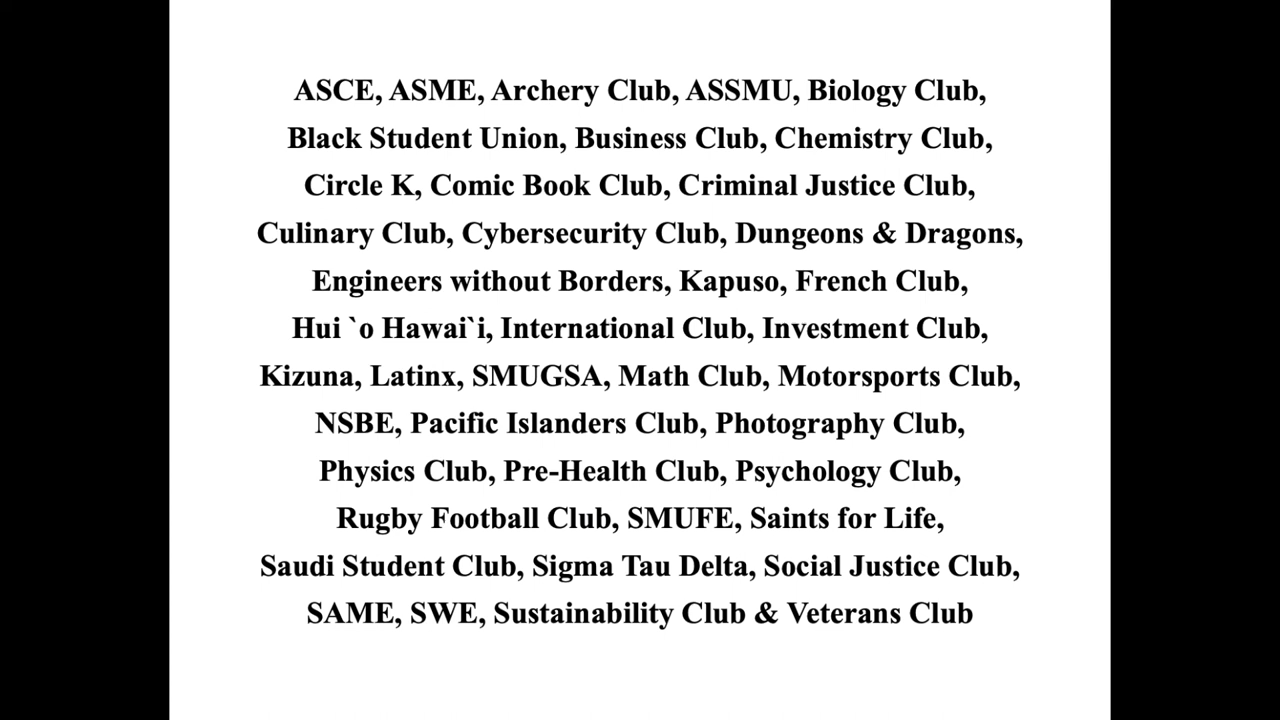 ASCE, ASME, Archery Club, ASSMU, Biology Club,
Black Student Union, Business Club, Chemistry Club,
Circle K, Comic Book Club, Criminal Justice Club,
Culinary Club, Cybersecurity Club, Dungeons & Dragons,
Engineers without Borders, Kapuso, French Club,
Hui `o Hawai`i, International Club, Investment Club,
Kizuna, Latinx, SMUGSA, Math Club, Motorsports Club,
NSBE, Pacific Islanders Club, Photography Club,
Physics Club, Pre-Health Club, Psychology Club,
Rugby Football Club, SMUFE, Saints for Life,
Saudi Student Club, Sigma Tau Delta, Social Justice Club,
SAME, SWE, Sustainability Club & Veterans Club